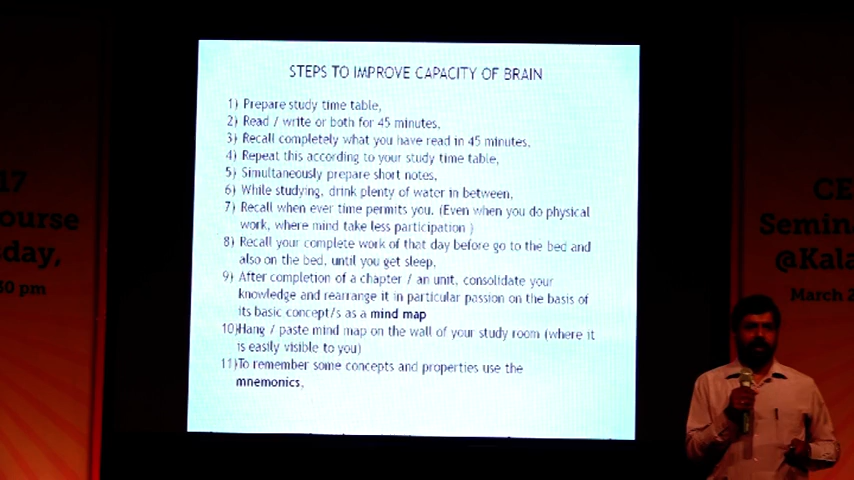 STEPS TO IMPROVE CAPACITY OF BRAIN
1) Prepare study time table,
2) Read / write or both for 45 minutes,
3) Recall completely what you have read in 45 minutes,
4) Repeat this according to your study time table,
5) Simultaneously prepare short notes,
6) While studying, drink plenty of water in between,
7) Recall when ever time permits you. (Even when you do physical
work, where mind take less participation )
8) Recall your complete work of that day before go to the bed and
also on the bed, until you get sleep,
9) After completion of a chapter / an unit, consolidate your
knowledge and rearrange it in particular passion on the basis of
its basic concept/s as a mind map
10)Hang / paste mind map on the wall of your study room (where it
is easily visible to you)
11)To remember some concepts and properties use the
mnemonics,
17
ourse
day,
30 pm
CE
Semina
@Kala
March 2